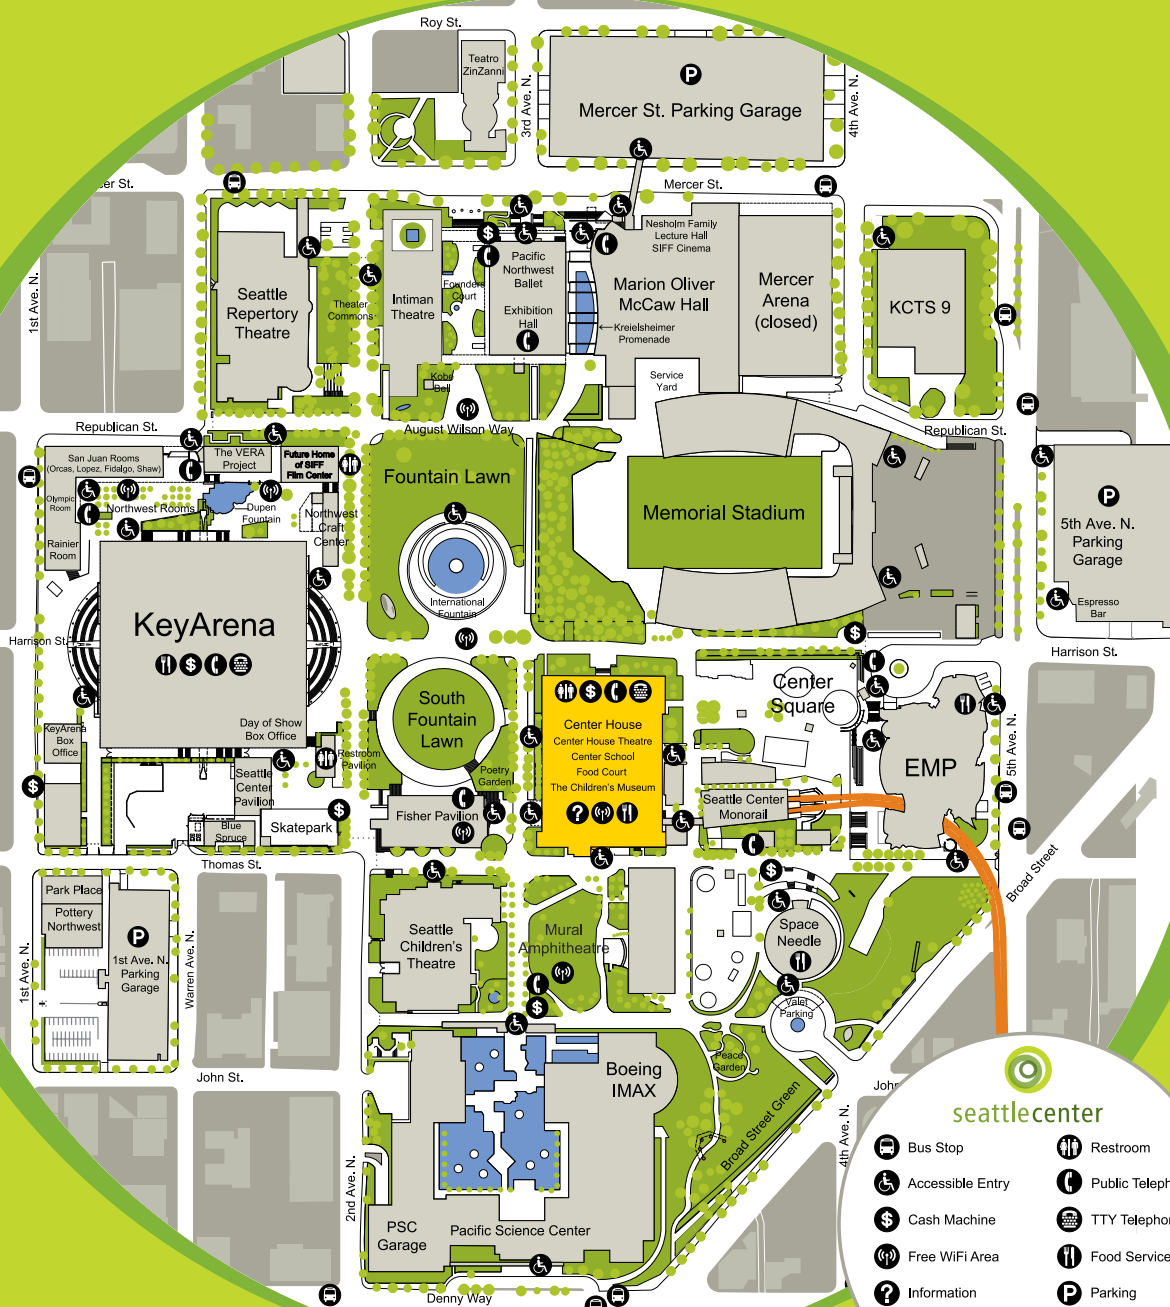 Roy St.
Teatro
ZinZanni
3rd Ave. N.
P
Mercer St. Parking Garage
4th Ave. N.
er St.
Mercer St.
1st Ave. N.
Seattle
Repertory
Theatre
Theater
Commons
Intiman
Theatre
Founders
Court
$
Pacific
Northwest
Ballet
Exhibition
Hall
Nesholm Family
Lecture Hall
SIFF Cinema
Marion Oliver
McCaw Hall
Kreielsheimer
Promenade
Mercer
Arena
(closed)
KCTS 9
Service
Yard
Kobe
Bell
August Wilson Way
Republican St.
Republican St.
San Juan Rooms
(Orcas, Lopez, Fidalgo, Shaw)
The VERA
Project
Future Home
of SIFF
Film Center
Olympic
Room
Northwest Rooms
Dupen
Fountain
Northwest
Craft
Center
Rainier
Room
Fountain Lawn
International
Fountain
Memorial Stadium
P
5th Ave. N.
Parking
Garage
Espresso
Bar
Harrison St.
Harrison St.
KeyArena
$
Day of Show
Box Office
KeyArena
Box
Office
$
Restroom
Pavilion
Seattle
Center
Pavilion
Blue
Spruce
Skatepark
$
South
Fountain
Lawn
Poetry
Garden
Fisher Pavilion
$
Center House
Center House Theatre
Center School
Food Court
The Children's Museum
?
$
Center
Square
Seattle Center
Monorail
EMP
5th Ave. N.
Broad Street
Thomas St.
Park Place
Pottery
Northwest
P
1st Ave. N.
Parking
Garage
1st Ave. N.
Warren Ave. N.
John St.
Seattle
Children's
Theatre
Mural
Amphitheatre
$
$
Space
Needle
Valet
Parking
Peace
Garden
Broad Street Green
Boeing
IMAX
2nd Ave. N.
PSC
Garage
Pacific Science Center
Denny Way
4th Ave. N.
John
seattlecenter
Bus Stop
Accessible Entry
$ Cash Machine
Free WiFi Area
? Information
Restroom
Public Teleph
TTY Telepho
Food Service
P Parking